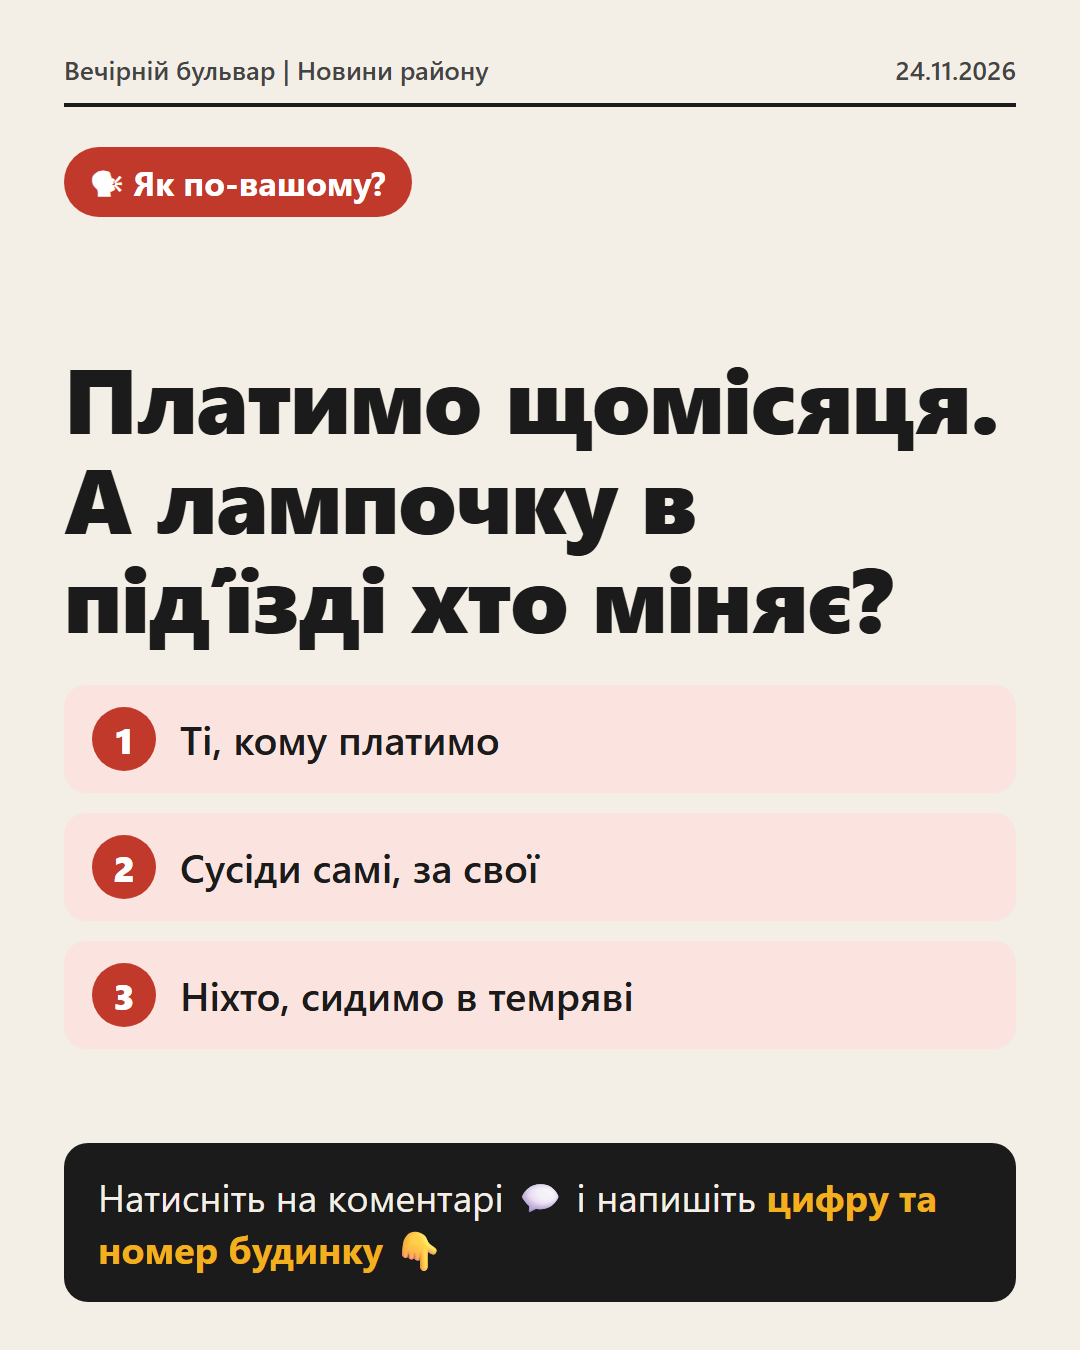 Вечірній бульвар | Новини району
24.11.2026
🗣 Як по-вашому?
Платимо щомісяця.
А лампочку в
під’їзді хто міняє?
1 Ті, кому платимо
2 Сусіди самі, за свої
3 Ніхто, сидимо в темряві
Натисніть на коментарі 💬 і напишіть цифру та
номер будинку 👇